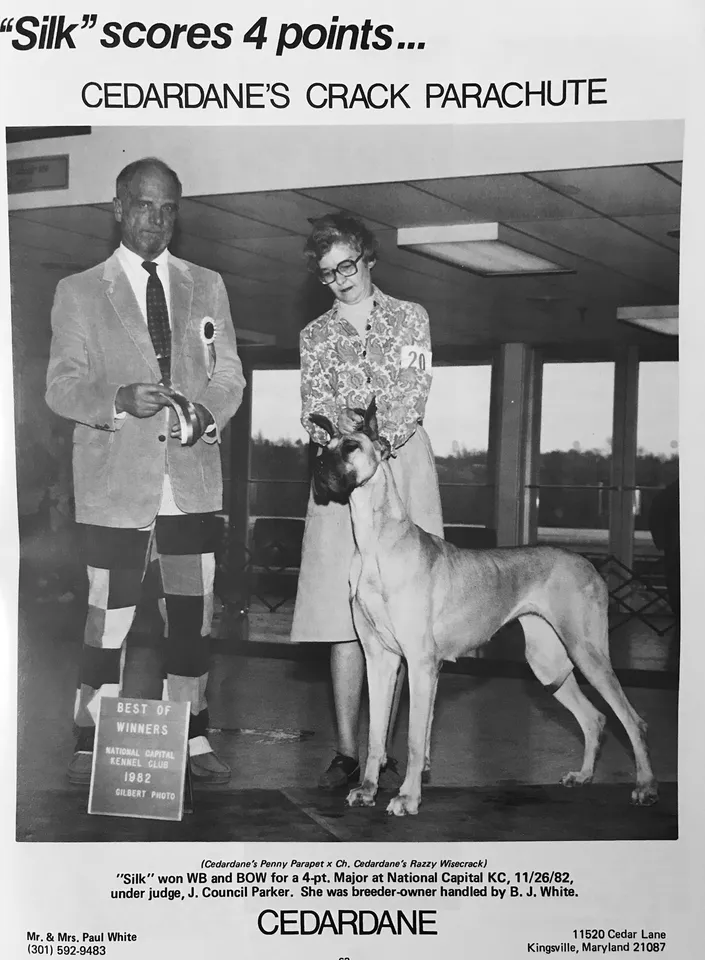 "Silk" scores 4 points...
CEDARDANE'S CRACK PARACHUTE
20
BEST OF
WINNERS
NATIONAL CAPITAL
KENNEL CLUB
1982
GILBERT PHOTO
(Cedardane's Penny Parapet x Ch. Cedardane's Razzy Wisecrack)
"Silk" won WB and BOW for a 4-pt. Major at National Capital KC, 11/26/82,
under judge, J. Council Parker. She was breeder-owner handled by B. J. White.
CEDARDANE
Mr. & Mrs. Paul White
(301) 592-9483
11520 Cedar Lane
Kingsville, Maryland 21087